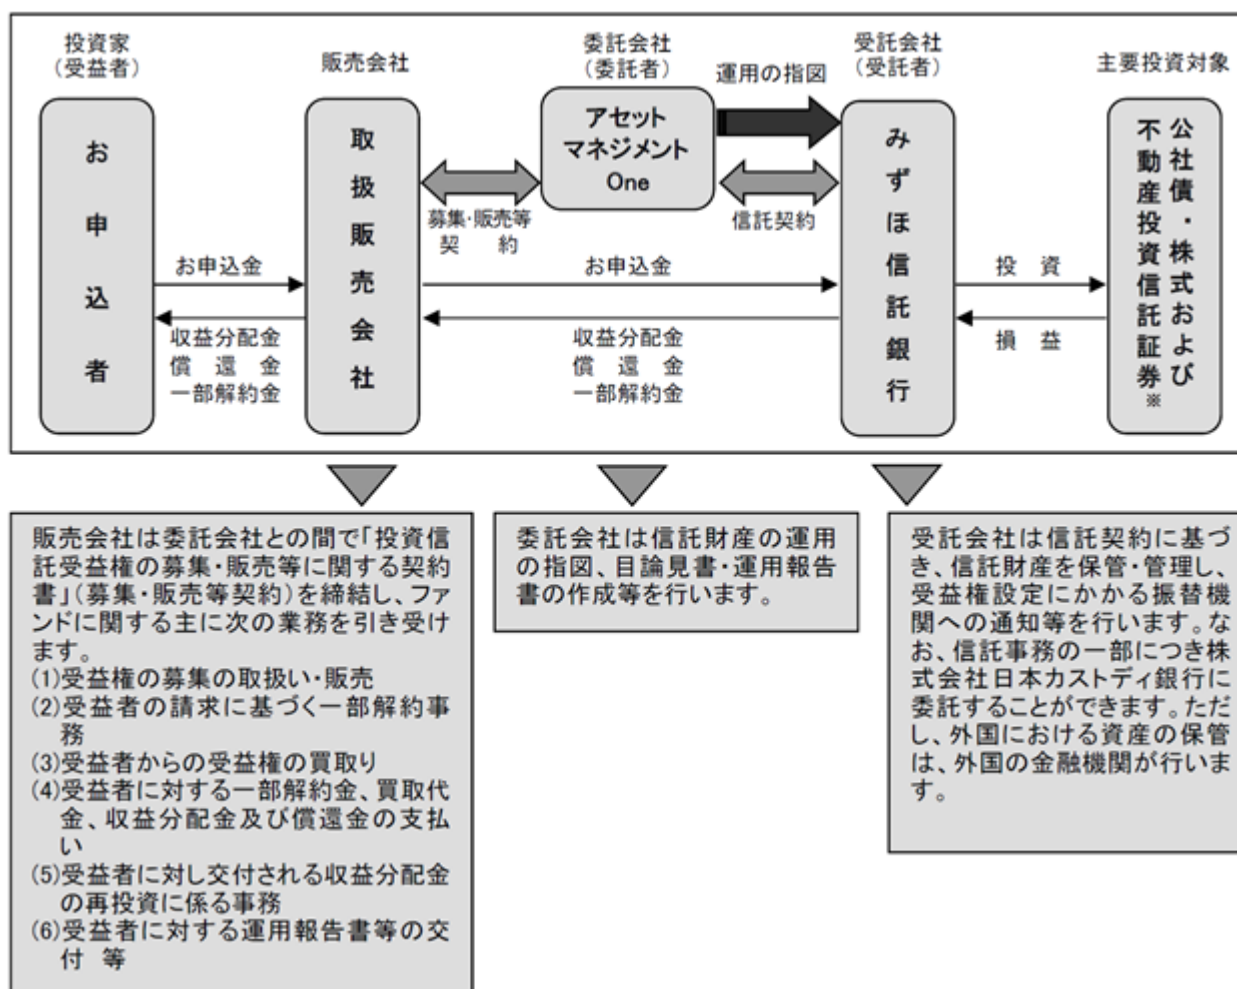 投資家
(受益者)
販売会社
委託会社
(委託者)
運用の指図
受託会社
(受託者)
主要投資対象
お申込者
取扱販売会社
アセット
マネジメント
One
みずほ信託銀行
公社債・株式および
不動産投資信託証券※
募集・販売等
契　約
信託契約
お申込金
お申込金
投　資
収益分配金
償　還　金
一部解約金
収益分配金
償　還　金
一部解約金
損　益
販売会社は委託会社との間で「投資信
託受益権の募集・販売等に関する契約
書」(募集・販売等契約)を締結し、ファ
ンドに関する主に次の業務を引き受け
ます。
(1)受益権の募集の取扱い・販売
(2)受益者の請求に基づく一部解約事
務
(3)受益者からの受益権の買取り
(4)受益者に対する一部解約金、買取代
金、収益分配金及び償還金の支払
い
(5)受益者に対し交付される収益分配金
の再投資に係る事務
(6)受益者に対する運用報告書等の交
付　等
委託会社は信託財産の運用
の指図、目論見書・運用報告
書の作成等を行います。
受託会社は信託契約に基づ
き、信託財産を保管・管理し、
受益権設定にかかる振替機
関への通知等を行います。な
お、信託事務の一部につき株
式会社日本カストディ銀行に
委託することができます。ただ
し、外国における資産の保管
は、外国の金融機関が行いま
す。